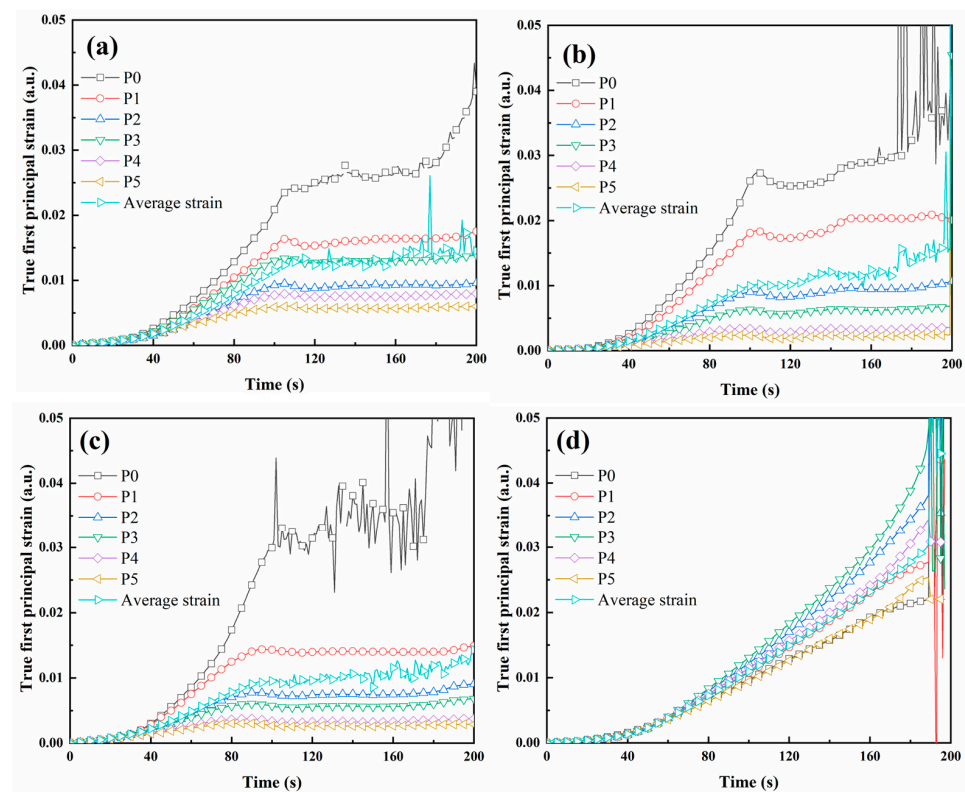 (a)
P0
P1
P2
P3
P4
P5
Average strain
True first principal strain (a.u.)
0.05
0.04
0.03
0.02
0.01
0.00
0 40 80 120 160 200
Time (s)
(b)
P0
P1
P2
P3
P4
P5
Average strain
True first principal strain (a.u.)
0.05
0.04
0.03
0.02
0.01
0.00
0 40 80 120 160 200
Time (s)
(c)
P0
P1
P2
P3
P4
P5
Average strain
True first principal strain (a.u.)
0.05
0.04
0.03
0.02
0.01
0.00
0 40 80 120 160 200
Time (s)
(d)
P0
P1
P2
P3
P4
P5
Average strain
True first principal strain (a.u.)
0.05
0.04
0.03
0.02
0.01
0.00
0 40 80 120 160 200
Time (s)